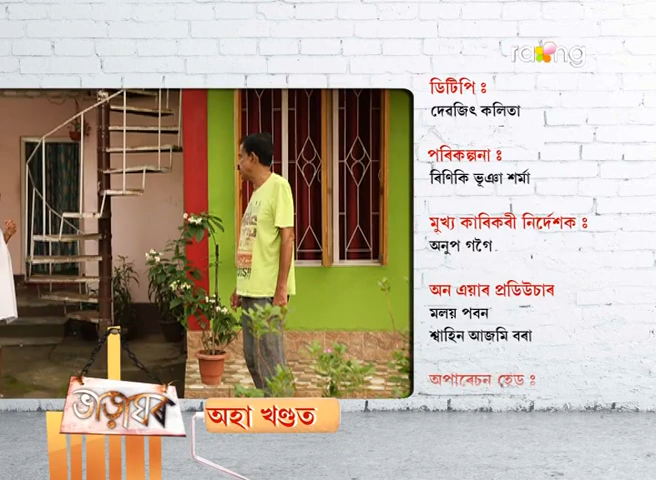 rang
ডিটিপি ঃ
দেৱজিৎ কলিতা
পৰিকল্পনা ঃ
ৰিণিকি ভূঞা শৰ্মা
মুখ্য কাৰিকৰী নিৰ্দেশক ঃ
অনুপ গগৈ
অন এয়াৰ প্ৰডিউচাৰ
মলয় পবন
শ্বাহিন আজমি বৰা
অপাৰেচন হেড ঃ
ভাড়াঘৰ
অহা খণ্ডত